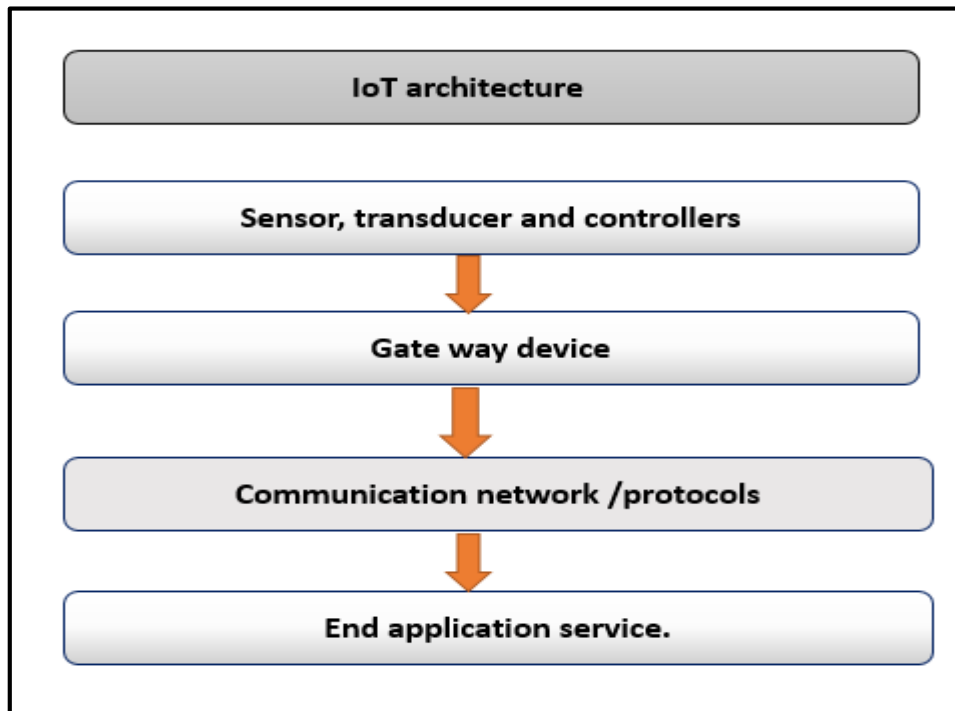 IoT architecture
Sensor, transducer and controllers
Gate way device
Communication network /protocols
End application service.